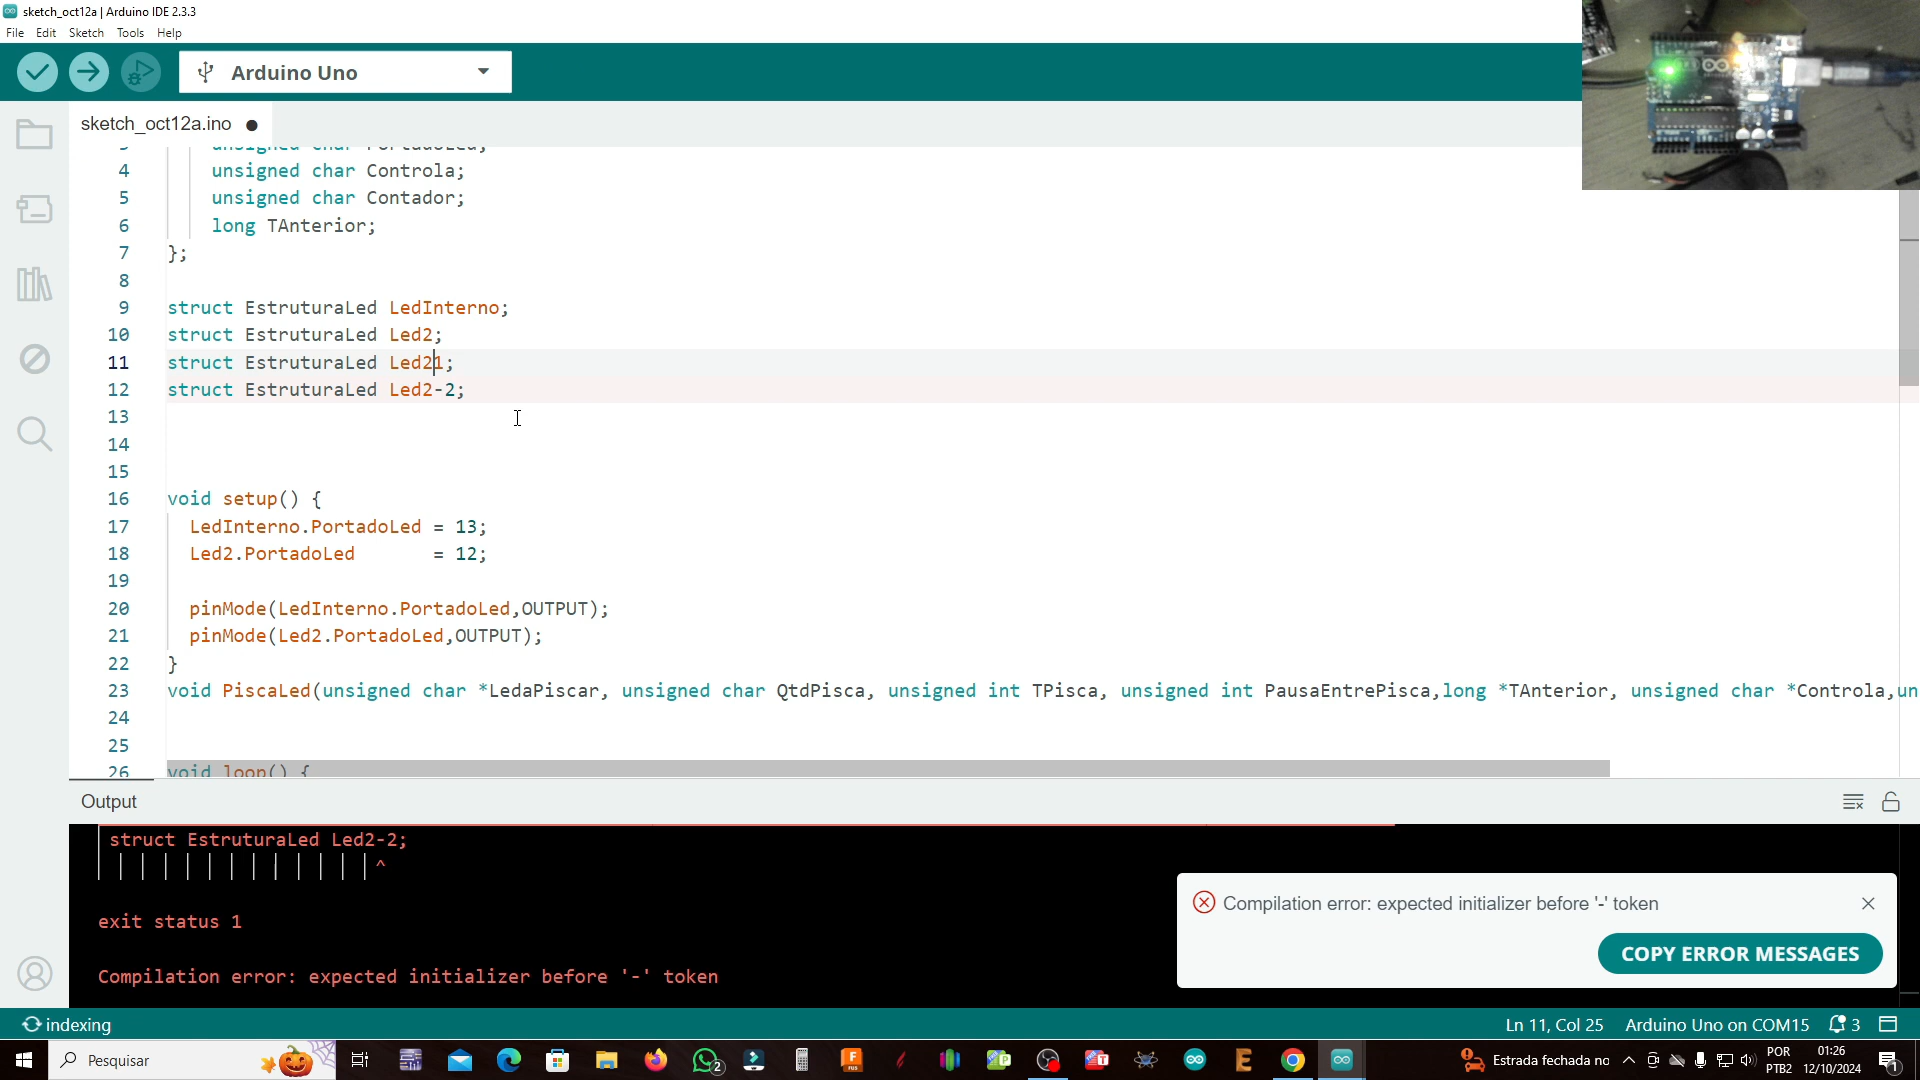 sketch_oct12a | Arduino IDE 2.3.3
File Edit Sketch Tools Help
Arduino Uno
sketch_oct12a.ino
4 unsigned char Controla;
5 unsigned char Contador;
6 long TAnterior;
7 };
8
9 struct EstruturaLed LedInterno;
10 struct EstruturaLed Led2;
11 struct EstruturaLed Led21;
12 struct EstruturaLed Led2-2;
13
14
15
16 void setup() {
17 LedInterno.PortadoLed = 13;
18 Led2.PortadoLed = 12;
19
20 pinMode(LedInterno.PortadoLed,OUTPUT);
21 pinMode(Led2.PortadoLed,OUTPUT);
22 }
23 void PiscaLed(unsigned char *LedaPiscar, unsigned char QtdPisca, unsigned int TPisca, unsigned int PausaEntrePisca,long *TAnterior, unsigned char *Controla,un
24
25
26 void loop() {
Output
struct EstruturaLed Led2-2;
^
exit status 1
Compilation error: expected initializer before '-' token
Compilation error: expected initializer before '-' token
COPY ERROR MESSAGES
indexing
Ln 11, Col 25 Arduino Uno on COM15 3
Pesquisar
2
Estrada fechada no
POR
PTB2
01:26
12/10/2024
1